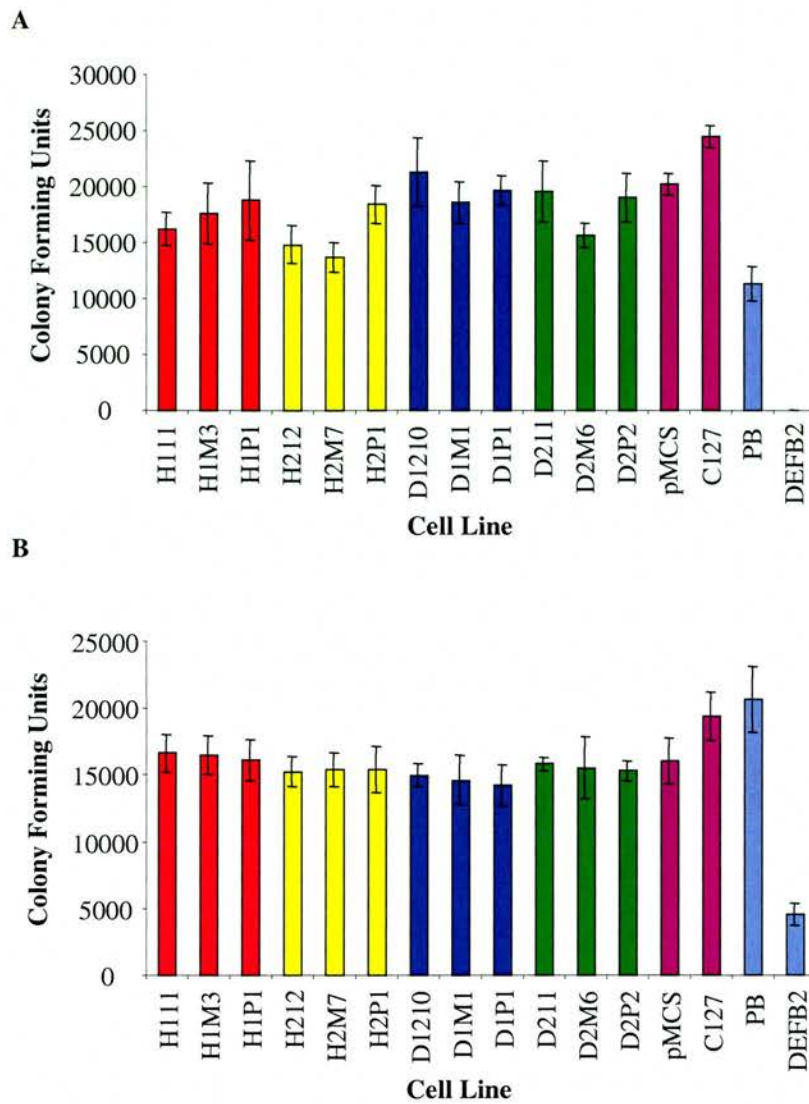 A
30000
25000
20000
15000
10000
5000
0
Colony Forming Units
H111
H1M3
H1P1
H212
H2M7
H2P1
D1210
D1M1
D1P1
D211
D2M6
D2P2
pMCS
C127
PB
DEFB2
Cell Line
B
25000
20000
15000
10000
5000
0
Colony Forming Units
H111
H1M3
H1P1
H212
H2M7
H2P1
D1210
D1M1
D1P1
D211
D2M6
D2P2
pMCS
C127
PB
DEFB2
Cell Line